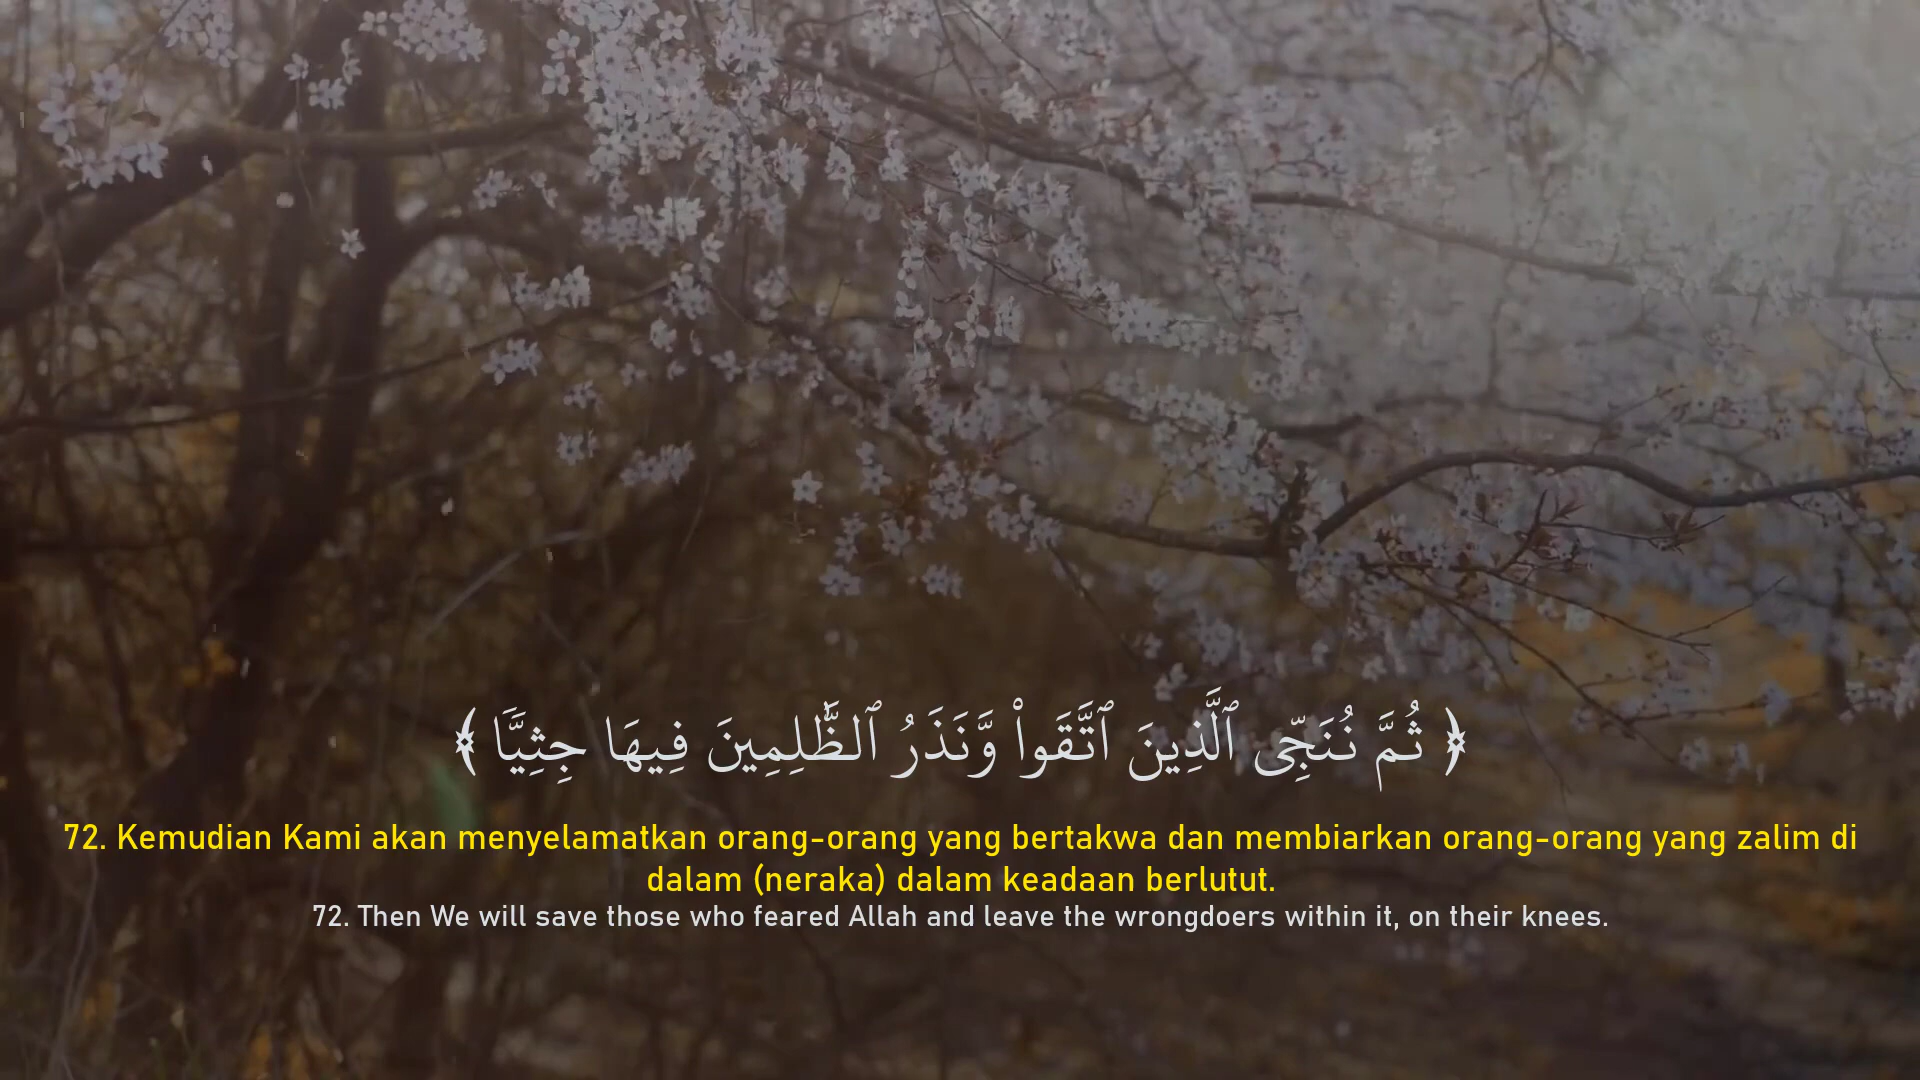 ﴿ ثُمَّ نُنَجِّى ٱلَّذِينَ ٱتَّقَوا۟ وَّنَذَرُ ٱلظَّٰلِمِينَ فِيهَا جِثِيًّا ﴾
72. Kemudian Kami akan menyelamatkan orang-orang yang bertakwa dan membiarkan orang-orang yang zalim di
dalam (neraka) dalam keadaan berlutut.
72. Then We will save those who feared Allah and leave the wrongdoers within it, on their knees.